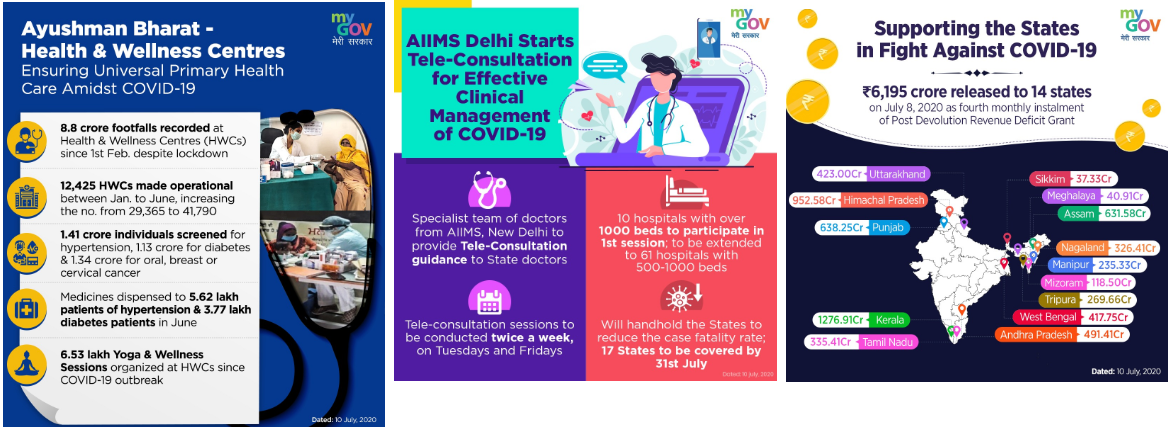 Ayushman Bharat -
Health & Wellness Centres
Ensuring Universal Primary Health
Care Amidst COVID-19
my
GOV
मेरी सरकार
8.8 crore footfalls recorded at
Health & Wellness Centres (HWCs)
since 1st Feb. despite lockdown
12,425 HWCs made operational
between Jan. to June, increasing
the no. from 29,365 to 41,790
1.41 crore individuals screened for
hypertension, 1.13 crore for diabetes
& 1.34 crore for oral, breast or
cervical cancer
Medicines dispensed to 5.62 lakh
patients of hypertension & 3.77 lakh
diabetes patients in June
6.53 lakh Yoga & Wellness
Sessions organized at HWCs since
COVID-19 outbreak
Dated: 10 July, 2020
AIIMS Delhi Starts
Tele-Consultation
for Effective
Clinical
Management
of COVID-19
my
GOV
मेरी सरकार
Specialist team of doctors
from AIIMS, New Delhi to
provide Tele-Consultation
guidance to State doctors
10 hospitals with over
1000 beds to participate in
1st session; to be extended
to 61 hospitals with
500-1000 beds
Tele-consultation sessions to
be conducted twice a week,
on Tuesdays and Fridays
Will handhold the States to
reduce the case fatality rate;
17 States to be covered by
31st July
Dated: 10 July, 2020
Supporting the States
in Fight Against COVID-19
my
GOV
मेरी सरकार
₹6,195 crore released to 14 states
on July 8, 2020 as fourth monthly instalment
of Post Devolution Revenue Deficit Grant
423.00Cr Uttarakhand
952.58Cr Himachal Pradesh
638.25Cr Punjab
1276.91Cr Kerala
335.41Cr Tamil Nadu
Sikkim 37.33Cr
Meghalaya 40.91Cr
Assam 631.58Cr
Nagaland 326.41Cr
Manipur 235.33Cr
Mizoram 118.50Cr
Tripura 269.66Cr
West Bengal 417.75Cr
Andhra Pradesh 491.41Cr
Dated: 10 July, 2020